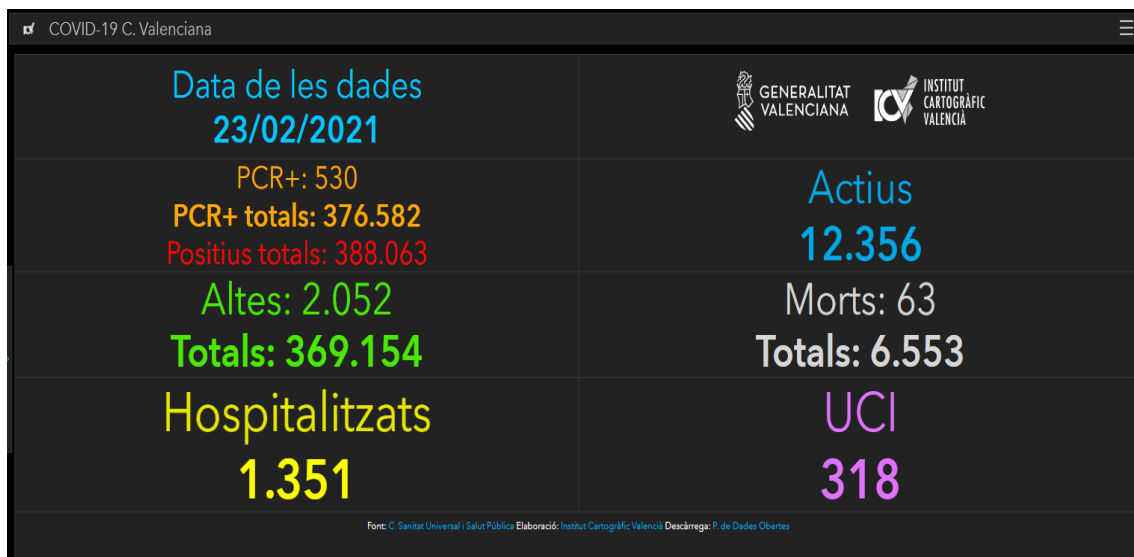 COVID-19 C. Valenciana
Data de les dades
23/02/2021
GENERALITAT
VALENCIANA
INSTITUT
CARTOGRÀFIC
VALENCIÀ
PCR+: 530
PCR+ totals: 376.582
Positius totals: 388.063
Actius
12.356
Altes: 2.052
Totals: 369.154
Morts: 63
Totals: 6.553
Hospitalitzats
1.351
UCI
318
Font: C. Sanitat Universal i Salut Pública Elaboració: Institut Cartogràfic Valencià Descàrrega: P. de Dades Obertes